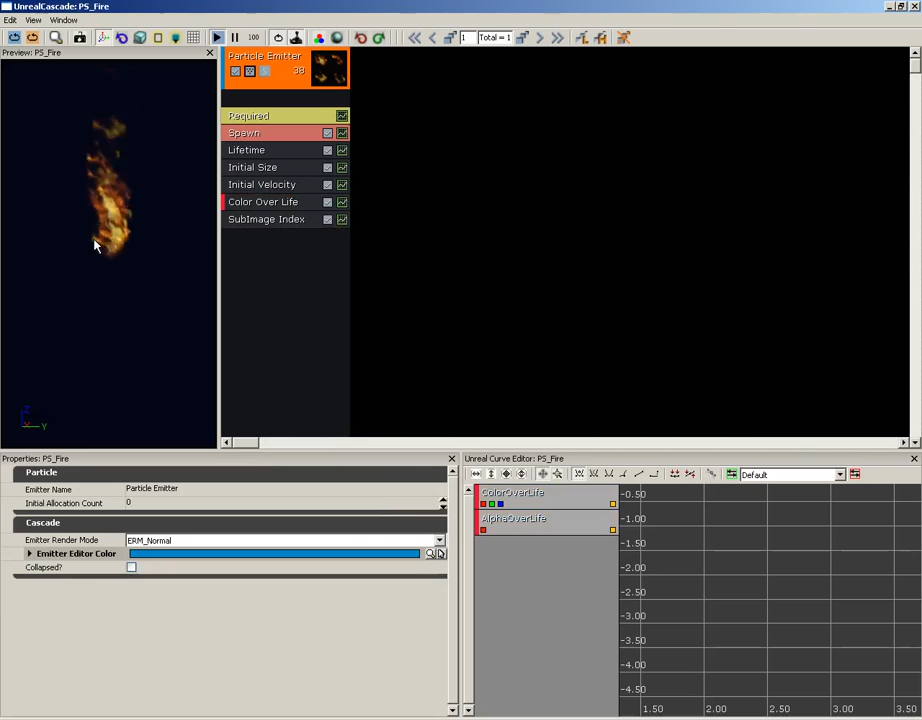 UnrealCascade: PS_Fire
Edit View Window
100
1 Total = 1
Preview: PS_Fire
Particle Emitter
38
Required
Spawn
Lifetime
Initial Size
Initial Velocity
Color Over Life
SubImage Index
Z
Y
Properties: PS_Fire
Particle
Emitter Name Particle Emitter
Initial Allocation Count 0
Cascade
Emitter Render Mode ERM_Normal
Emitter Editor Color
Collapsed?
Unreal Curve Editor: PS_Fire
Default
ColorOverLife
AlphaOverLife
-0.50
-1.00
-1.50
-2.00
-2.50
-3.00
-3.50
-4.00
-4.50
1.50 2.00 2.50 3.00 3.50